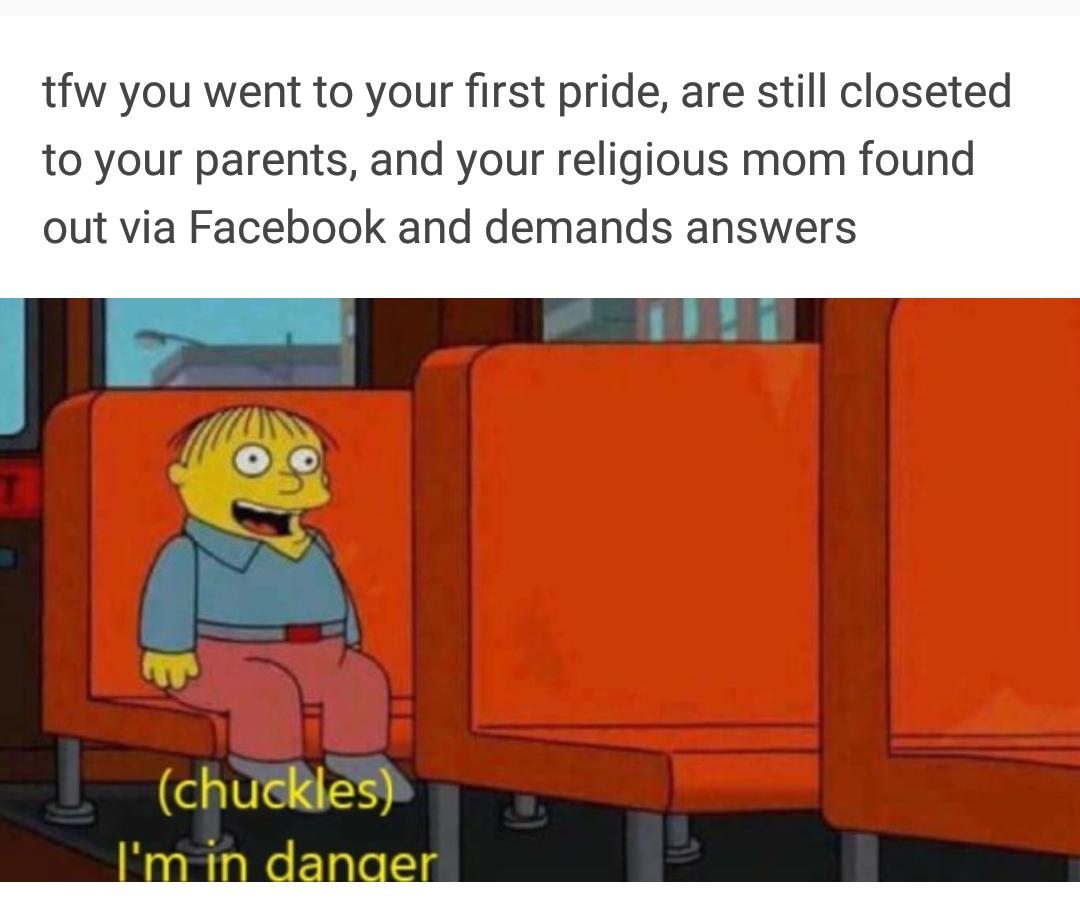 tfw you went to your first pride, are still closeted
to your parents, and your religious mom found
out via Facebook and demands answers
T
(chuckles)
I'm in danger